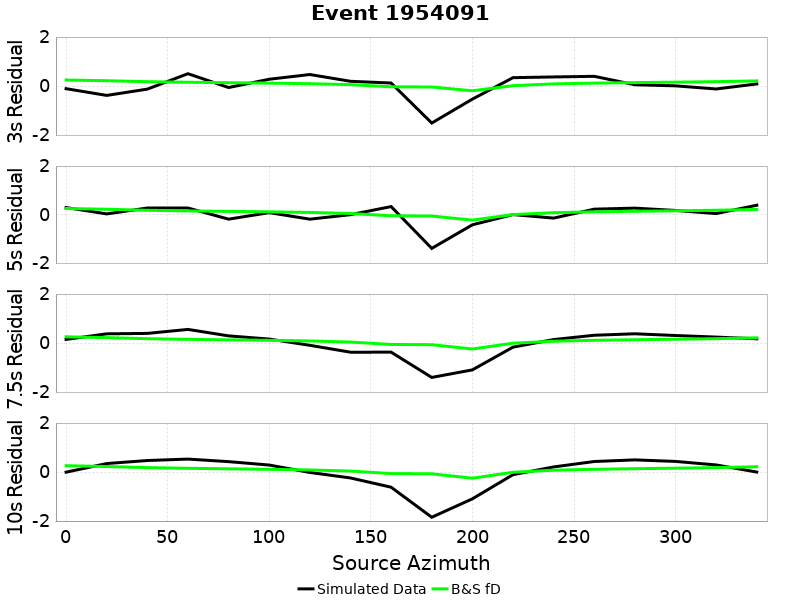 Event 1954091
3s Residual
2
0
-2
5s Residual
2
0
-2
7.5s Residual
2
0
-2
10s Residual
2
0
-2
0 50 100 150 200 250 300
Source Azimuth
Simulated Data B&S fD